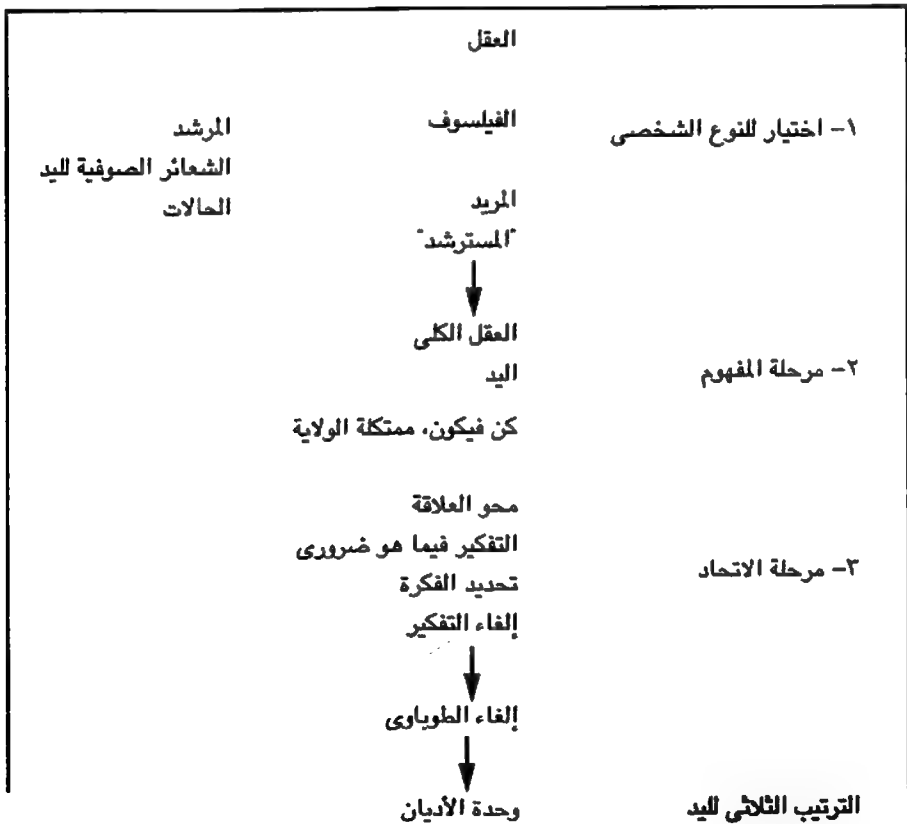 العقل
١- اختيار للنوع الشخصى
الفيلسوف
المرشد
الشعائر الصوفية لليد
المريد
الحالات
"المسترشد"
العقل الكلى
٢- مرحلة المفهوم
اليد
كن فيكون، ممتكلة الولاية
محو العلاقة
التفكير فيما هو ضرورى
٣- مرحلة الاتحاد
تحديد الفكرة
إلغاء التفكير
إلغاء الطوباوى
الترتيب الثلاثي لليد
وحدة الأديان